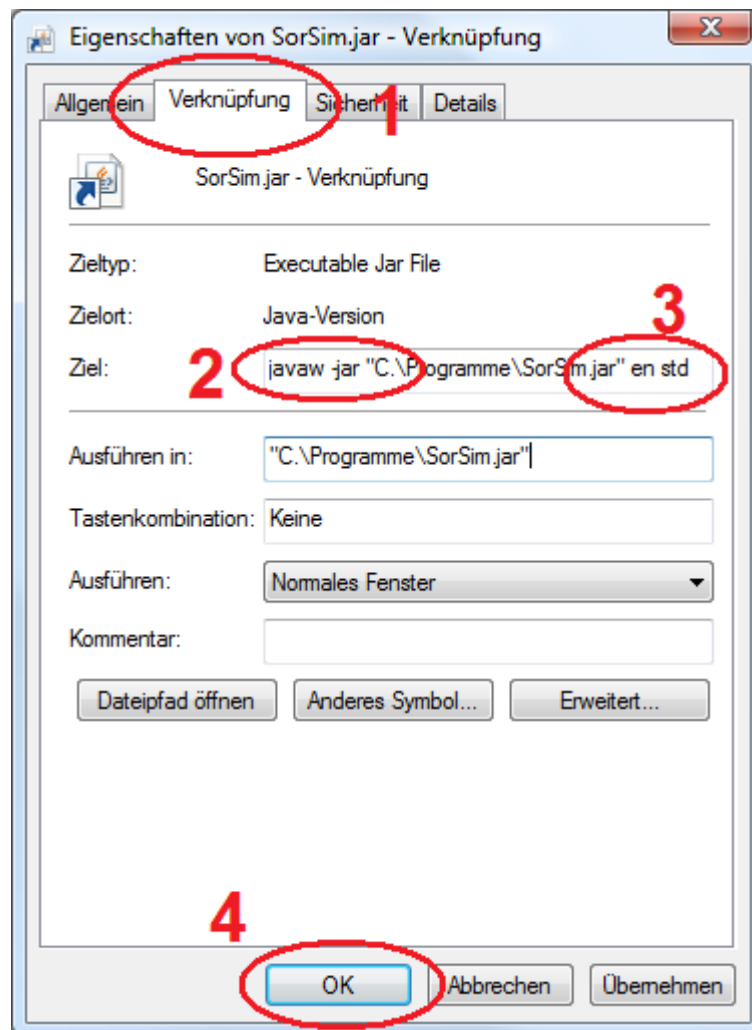 Eigenschaften von SorSim.jar - Verknüpfung
Allgemein Verknüpfung Sicherheit Details
1
SorSim.jar - Verknüpfung
Zieltyp: Executable Jar File
Zielort: Java-Version
3
Ziel: 2 javaw -jar "C.\Programme\SorSim.jar" en std
Ausführen in: "C.\Programme\SorSim.jar"
Tastenkombination: Keine
Ausführen: Normales Fenster
Kommentar:
Dateipfad öffnen Anderes Symbol... Erweitert...
4
OK Abbrechen Übernehmen